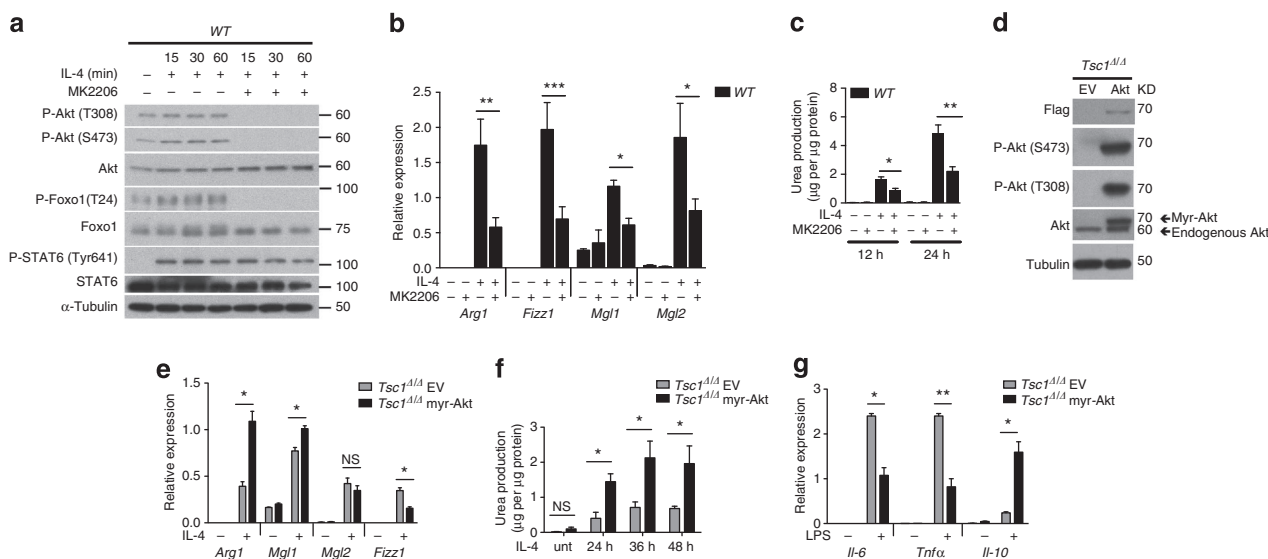 a
WT
15 30 60 15 30 60
IL-4 (min) – + + + + + +
MK2206 – – – – + + +
P-Akt (T308) 60
P-Akt (S473) 60
Akt 60
100
P-Foxo1(T24)
Foxo1 75
P-STAT6 (Tyr641) 100
STAT6 100
α-Tubulin 50
b
WT
Relative expression
2.5
2.0
1.5
1.0
0.5
0.0
** *** * *
IL-4 – – + + – – + + – – + + – – + +
MK2206 – + – + – + – + – + – + – + – +
Arg1 Fizz1 Mgl1 Mgl2
c
WT
Urea production
(µg per µg protein)
8
6
4
2
0
* **
IL-4 – – + + – – + +
MK2206 – + – + – + – +
12 h 24 h
d
Tsc1Δ/Δ
EV Akt KD
Flag 70
P-Akt (S473) 70
P-Akt (T308) 70
Akt 70 Myr-Akt
60 Endogenous Akt
Tubulin 50
e
Tsc1Δ/Δ EV
Tsc1Δ/Δ myr-Akt
Relative expression
1.5
1.0
0.5
0.0
* * NS *
IL-4 – + – + – + – +
Arg1 Mgl1 Mgl2 Fizz1
f
Tsc1Δ/Δ EV
Tsc1Δ/Δ myr-Akt
Urea production
(µg per µg protein)
4
3
2
1
0
NS * * *
IL-4 unt 24 h 36 h 48 h
g
Tsc1Δ/Δ EV
Tsc1Δ/Δ myr-Akt
Relative expression
3
2
1
0
* ** *
LPS – + – + – +
Il-6 Tnfα Il-10